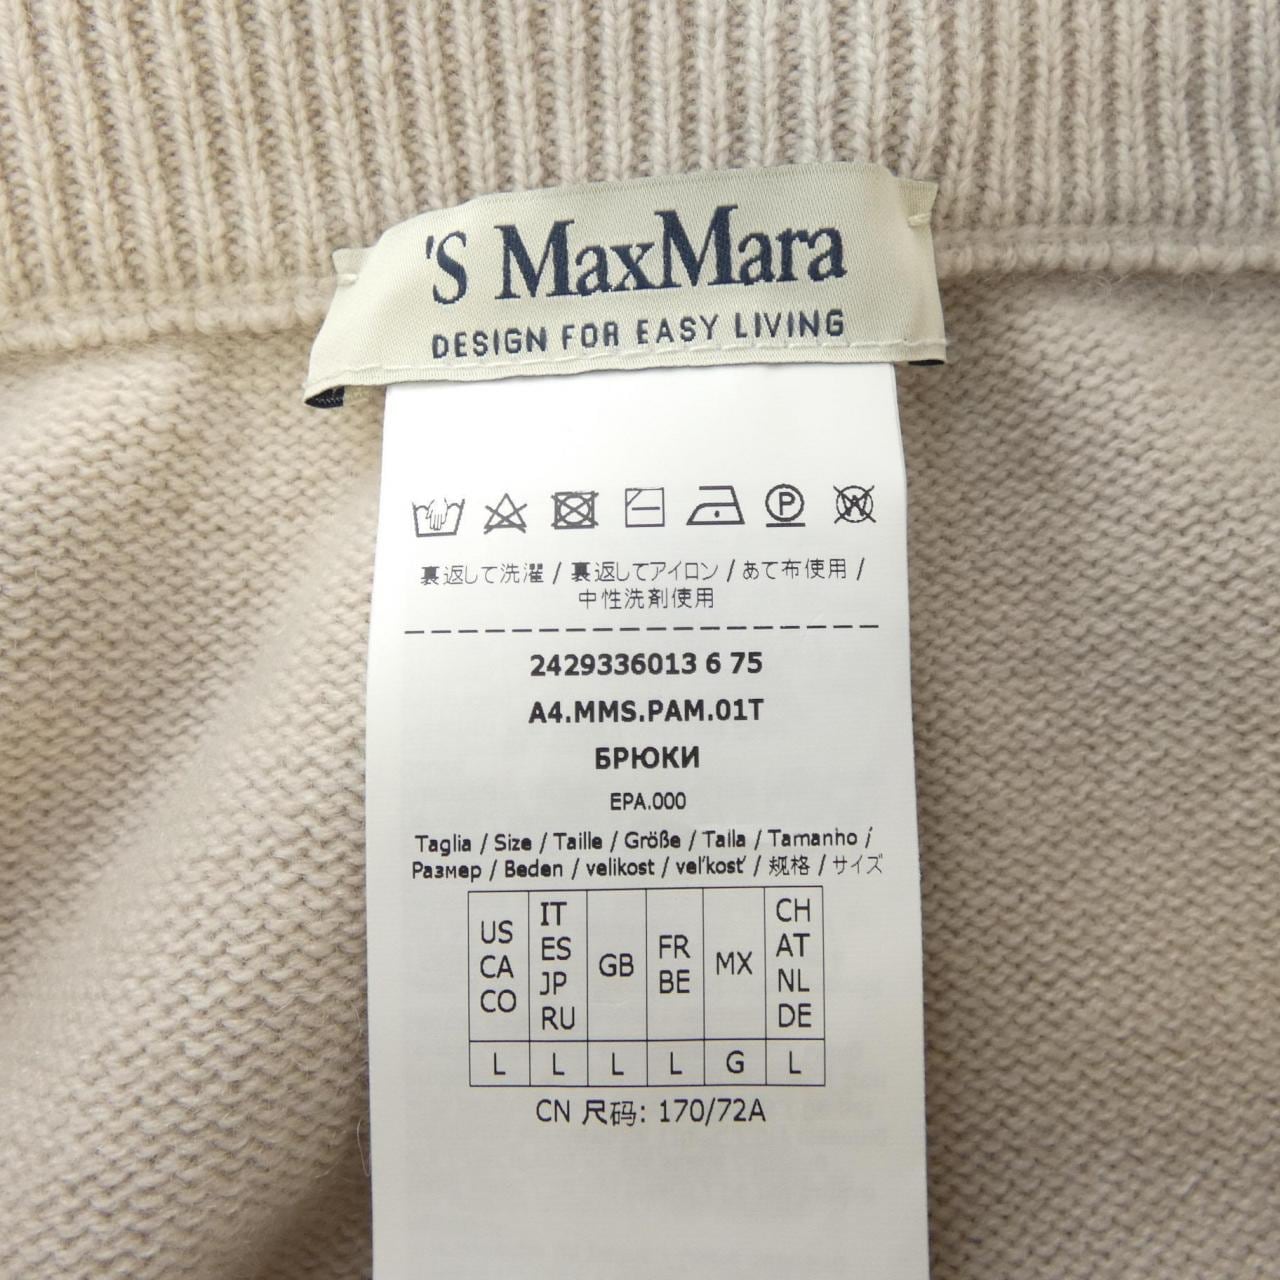 'S MaxMara
DESIGN FOR EASY LIVING
P
W
裏返して洗濯 / 裏返してアイロン / あて布使用 /
中性洗剤使用
2429336013 6 75
A4.MMS.PAM.01T
БРЮКИ
EPA.000
Taglia / Size / Taille / Größe / Talla / Tamanho /
Размер / Beden / velikost / veľkosť / 规格 / サイズ
US CA CO
IT ES JP RU
GB
FR BE
MX
CH AT NL DE
L L L L G L
CN 尺码: 170/72A